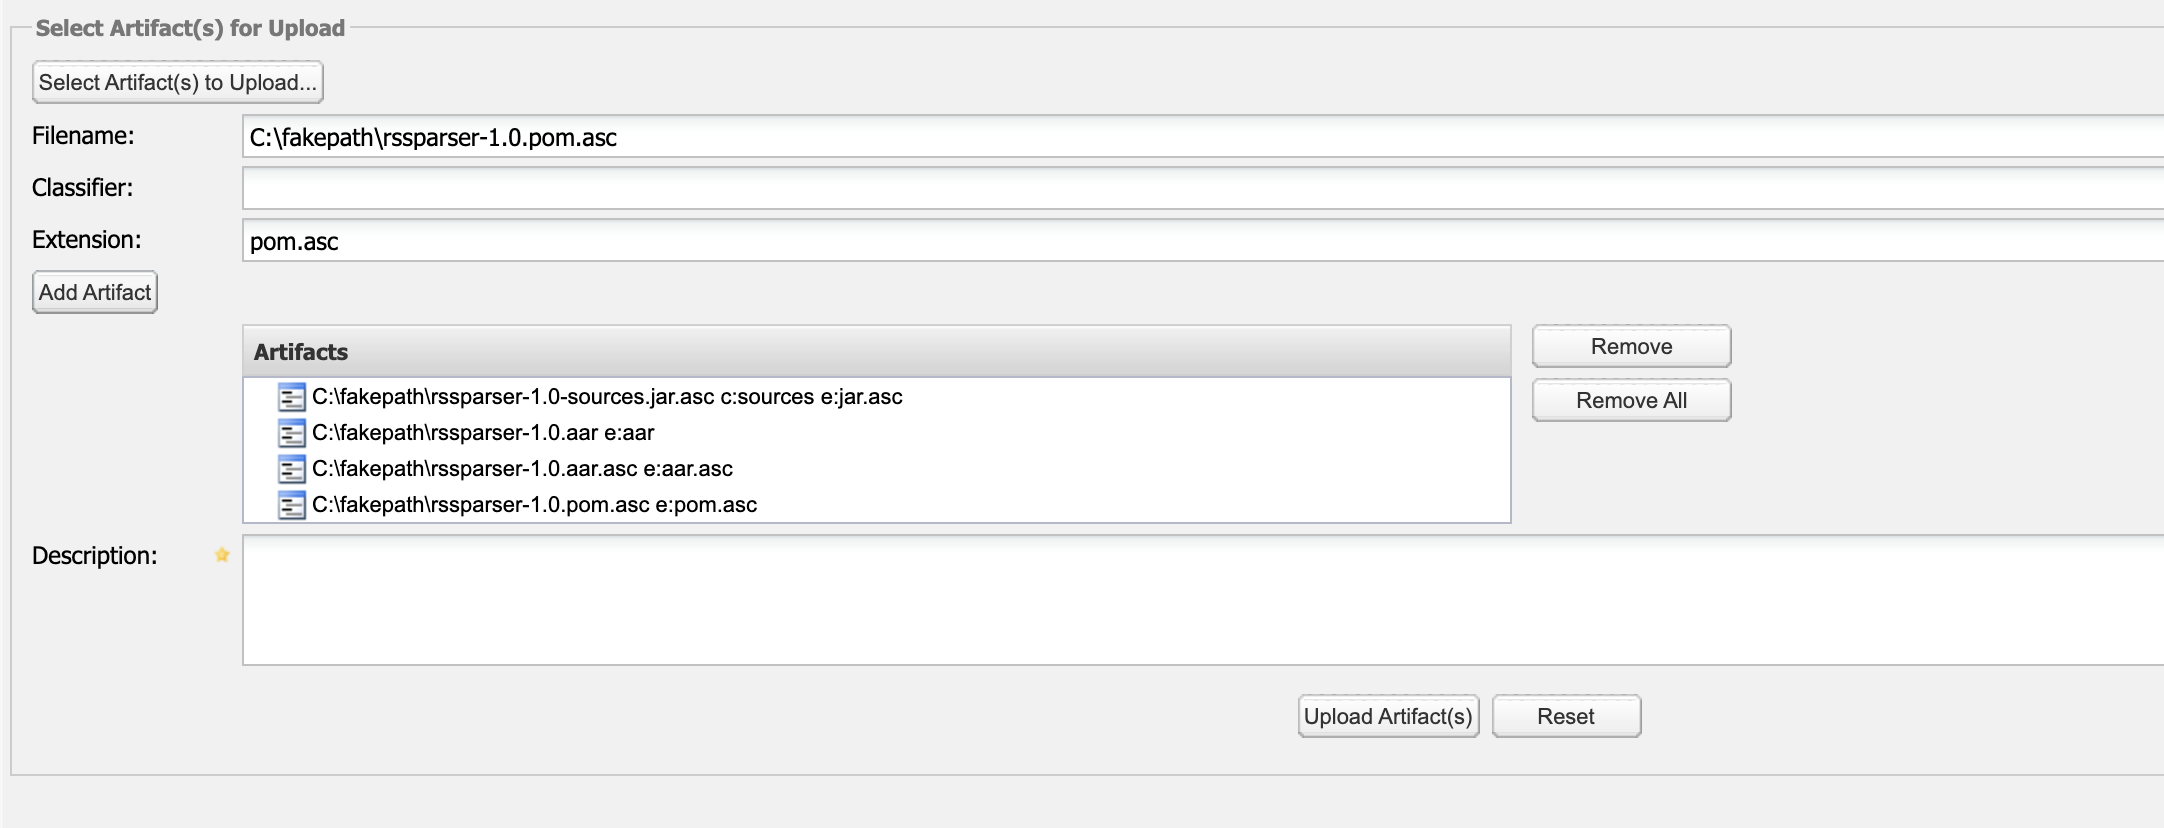 Select Artifact(s) for Upload
Select Artifact(s) to Upload...
Filename:
C:\fakepath\rssparser-1.0.pom.asc
Classifier:
Extension:
pom.asc
Add Artifact
Artifacts
Remove
C:\fakepath\rssparser-1.0-sources.jar.asc c:sources e:jar.asc
Remove All
C:\fakepath\rssparser-1.0.aar e:aar
C:\fakepath\rssparser-1.0.aar.asc e:aar.asc
C:\fakepath\rssparser-1.0.pom.asc e:pom.asc
Description:
Upload Artifact(s)
Reset